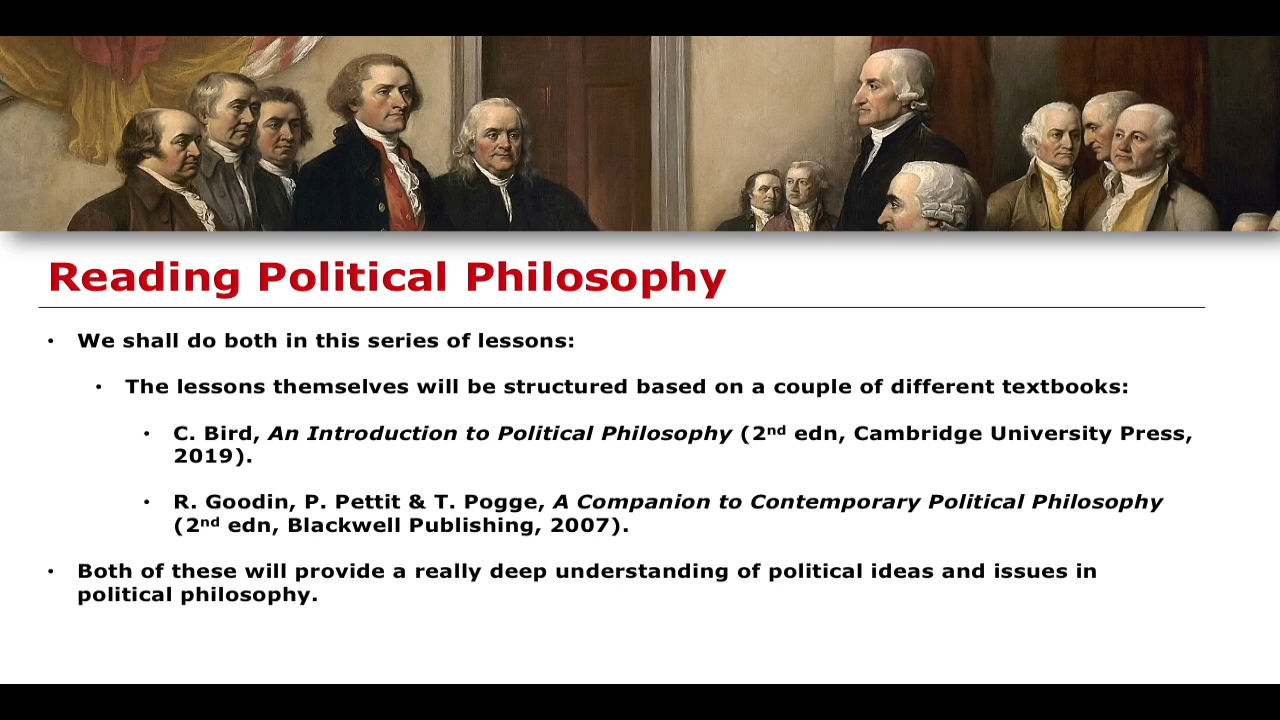 Reading Political Philosophy
• We shall do both in this series of lessons:
• The lessons themselves will be structured based on a couple of different textbooks:
• C. Bird, An Introduction to Political Philosophy (2nd edn, Cambridge University Press,
2019).
• R. Goodin, P. Pettit & T. Pogge, A Companion to Contemporary Political Philosophy
(2nd edn, Blackwell Publishing, 2007).
• Both of these will provide a really deep understanding of political ideas and issues in
political philosophy.